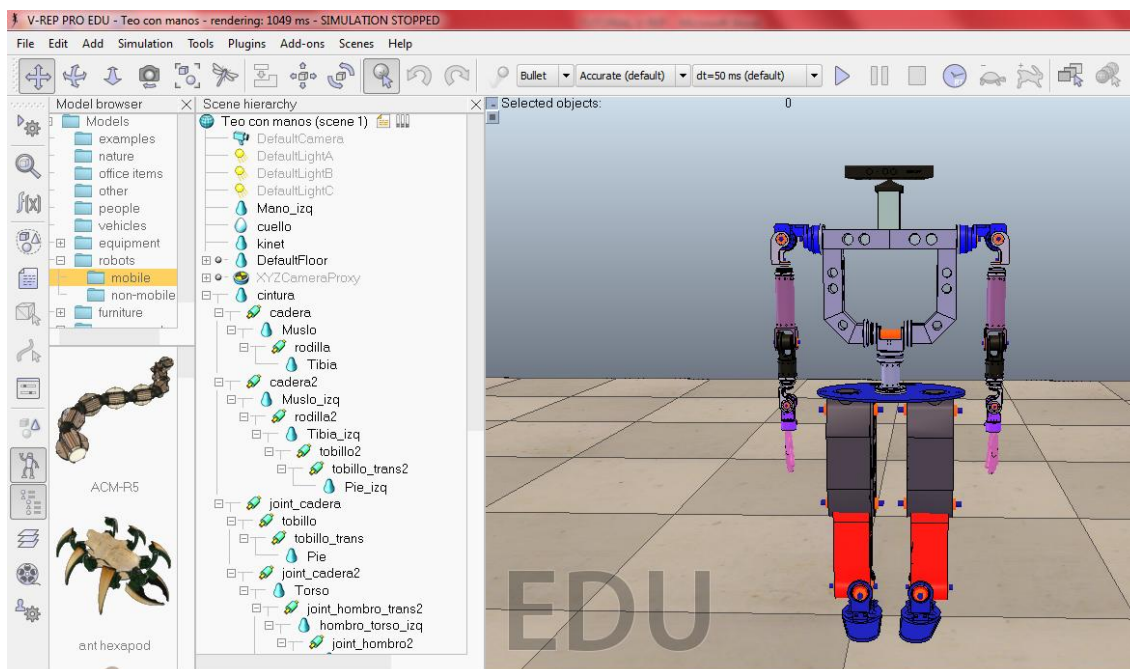 V-REP PRO EDU - Teo con manos - rendering: 1049 ms - SIMULATION STOPPED
File Edit Add Simulation Tools Plugins Add-ons Scenes Help
Bullet Accurate (default) dt=50 ms (default)
Model browser
Models
examples
nature
office items
other
people
vehicles
equipment
robots
mobile
non-mobile
furniture
ACM-R5
ant hexapod
Scene hierarchy
Teo con manos (scene 1)
DefaultCamera
DefaultLightA
DefaultLightB
DefaultLightC
Mano_izq
cuello
kinet
DefaultFloor
XYZCameraProxy
cintura
cadera
Muslo
rodilla
Tibia
cadera2
Muslo_izq
rodilla2
Tibia_izq
tobillo2
tobillo_trans2
Pie_izq
joint_cadera
tobillo
tobillo_trans
Pie
joint_cadera2
Torso
joint_hombro_trans2
hombro_torso_izq
joint_hombro2
Selected objects: 0
EDU
f(x)